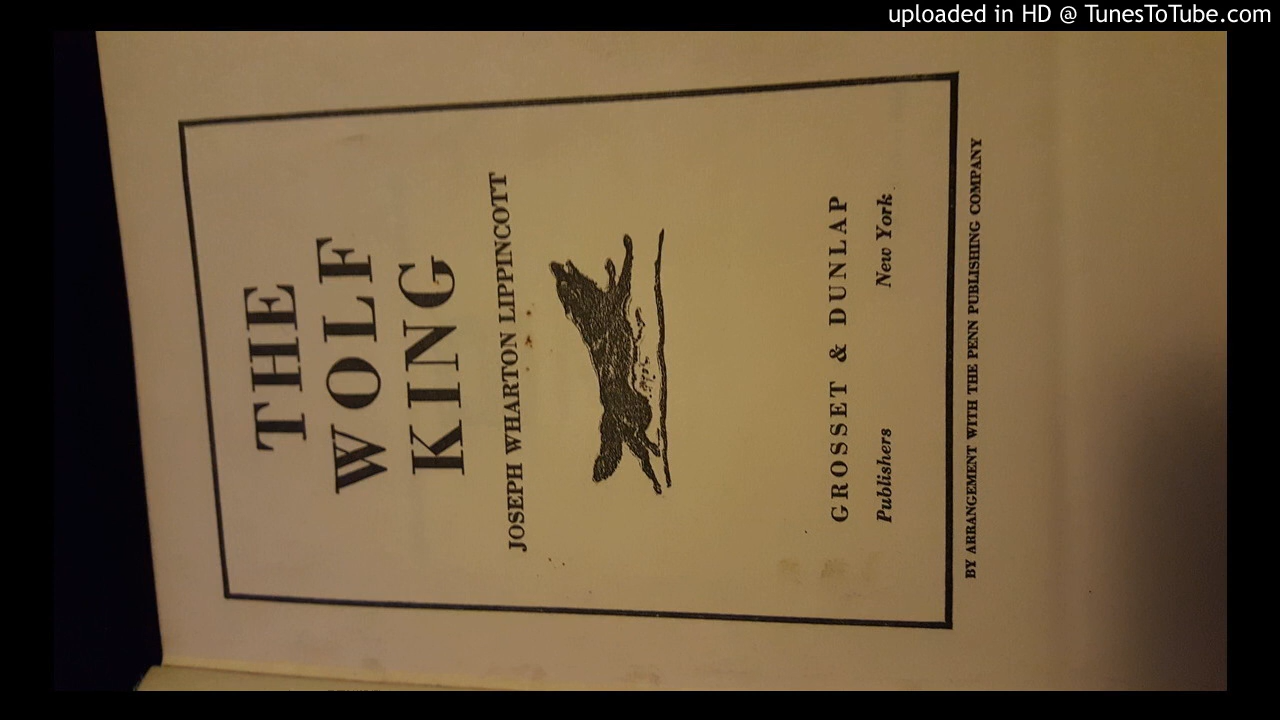 uploaded in HD @ TunesToTube.com
THE
WOLF
KING
JOSEPH WHARTON LIPPINCOTT
GROSSET & DUNLAP
Publishers New York
BY ARRANGEMENT WITH THE PENN PUBLISHING COMPANY